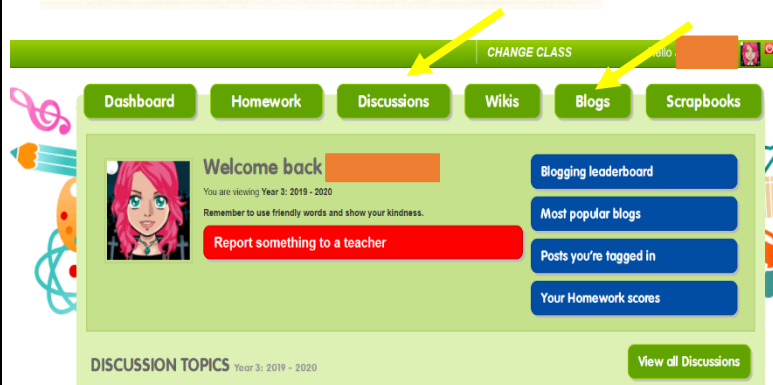 CHANGE CLASS
Dashboard Homework Discussions Wikis Blogs Scrapbooks
Welcome back
You are viewing Year 3: 2019 - 2020
Remember to use friendly words and show your kindness.
Report something to a teacher
Blogging leaderboard
Most popular blogs
Posts you're tagged in
Your Homework scores
DISCUSSION TOPICS Year 3: 2019 - 2020
View all Discussions